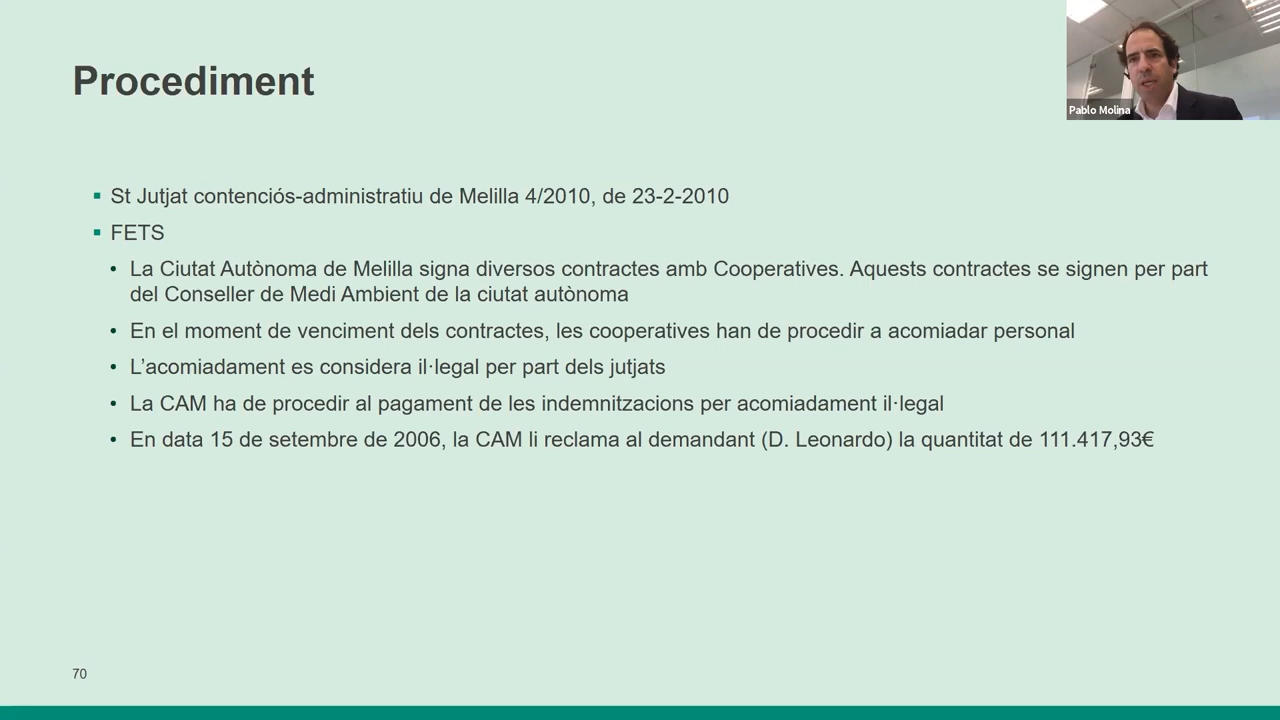 Procediment
Pablo Molina
▪ St Jutjat contenciós-administratiu de Melilla 4/2010, de 23-2-2010
▪ FETS
• La Ciutat Autònoma de Melilla signa diversos contractes amb Cooperatives. Aquests contractes se signen per part
del Conseller de Medi Ambient de la ciutat autònoma
• En el moment de venciment dels contractes, les cooperatives han de procedir a acomiadar personal
• L’acomiadament es considera il·legal per part dels jutjats
• La CAM ha de procedir al pagament de les indemnitzacions per acomiadament il·legal
• En data 15 de setembre de 2006, la CAM li reclama al demandant (D. Leonardo) la quantitat de 111.417,93€
70